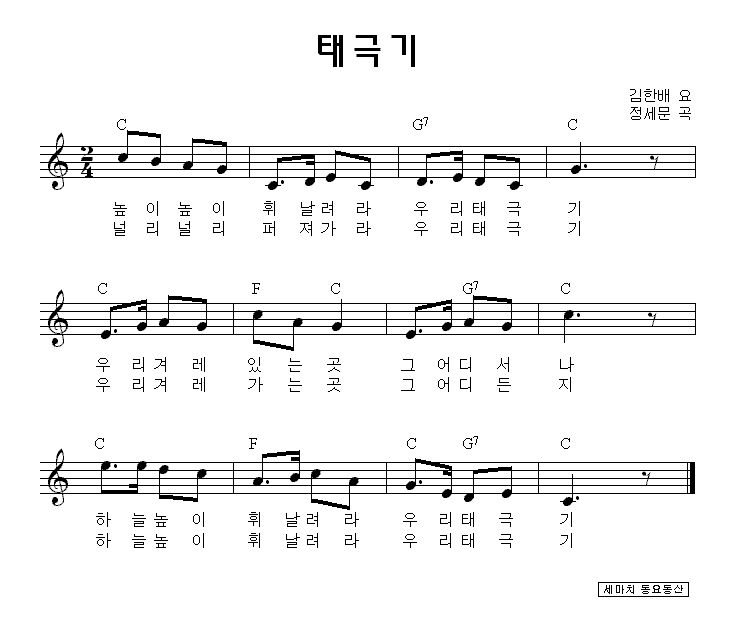 태극기
김한배 요
정세문 곡
C G7 C
2/4
높 이 높 이 휘 날 려 라 우 리 태 극 기
널 리 널 리 퍼 져 가 라 우 리 태 극 기
C F C G7 C
우 리 겨 레 있 는 곳 그 어 디 서 나
우 리 겨 레 가 는 곳 그 어 디 든 지
C F C G7 C
하 늘 높 이 휘 날 려 라 우 리 태 극 기
하 늘 높 이 휘 날 려 라 우 리 태 극 기
세마치 동요동산